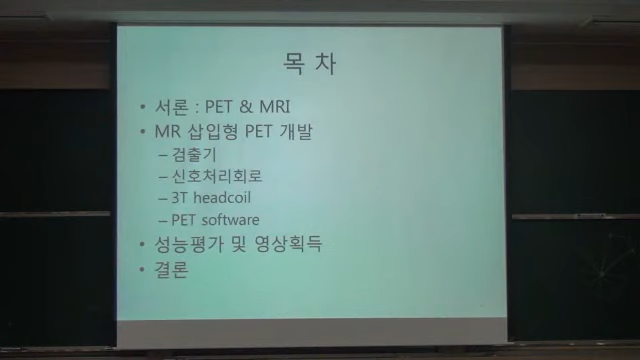 목 차
• 서론 : PET & MRI
• MR 삽입형 PET 개발
– 검출기
– 신호처리회로
– 3T headcoil
– PET software
• 성능평가 및 영상획득
• 결론